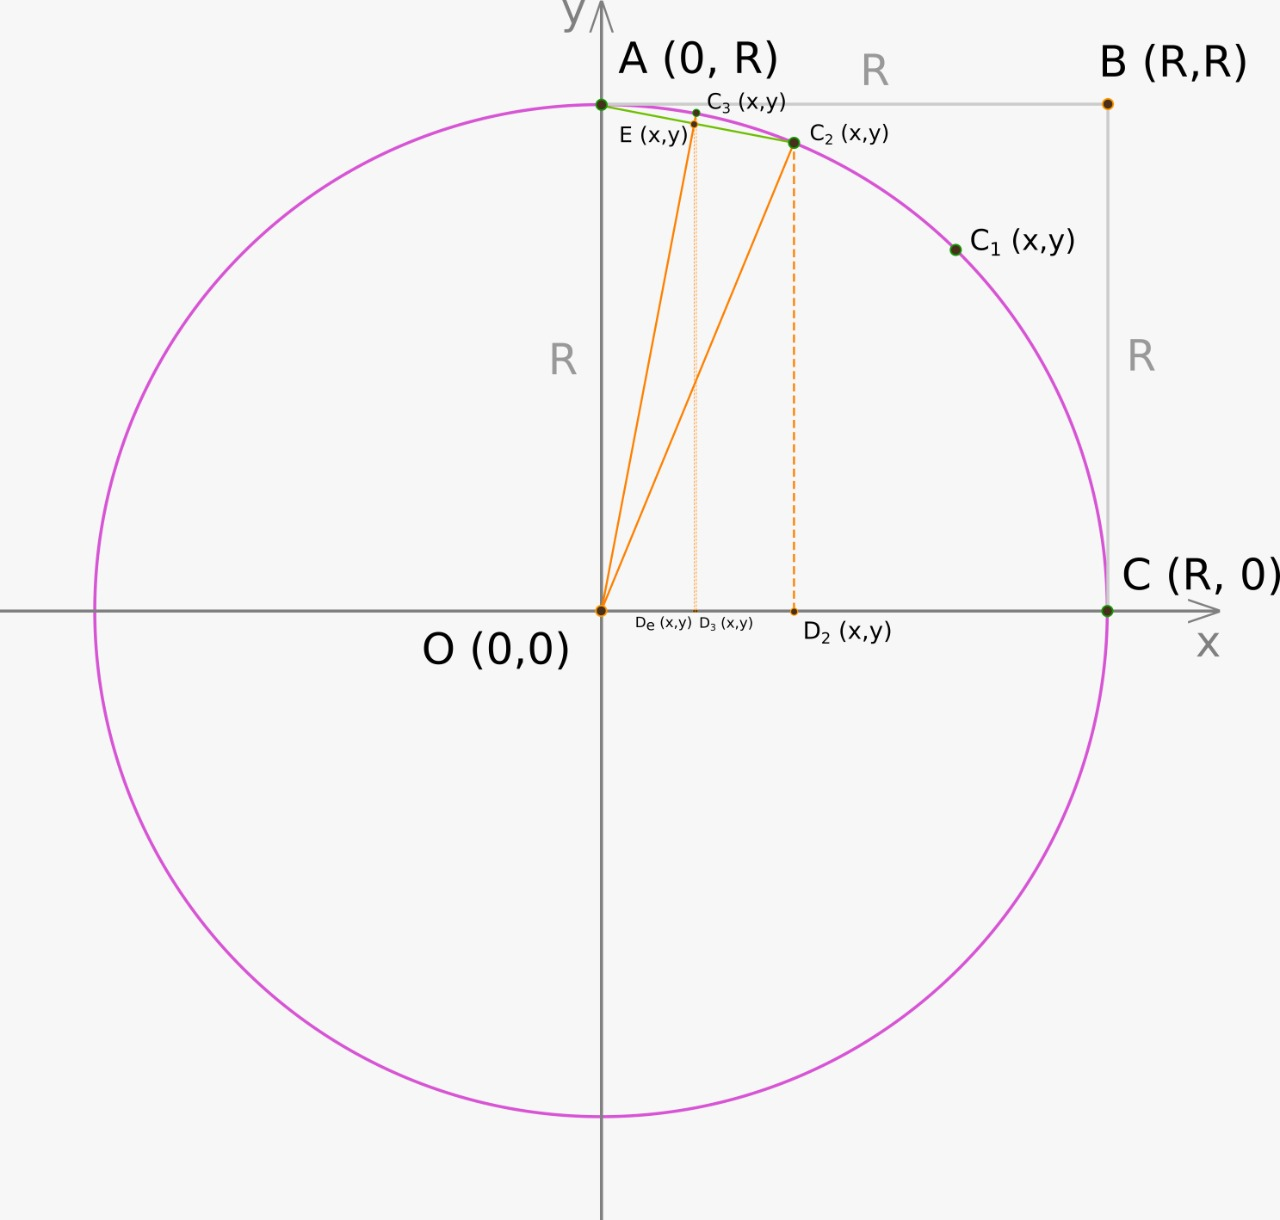 y
A (0, R)
R
B (R,R)
C₃ (x,y)
E (x,y)
C₂ (x,y)
C₁ (x,y)
R
R
C (R, 0)
Dₑ (x,y)
D₃ (x,y)
D₂ (x,y)
O (0,0)
x